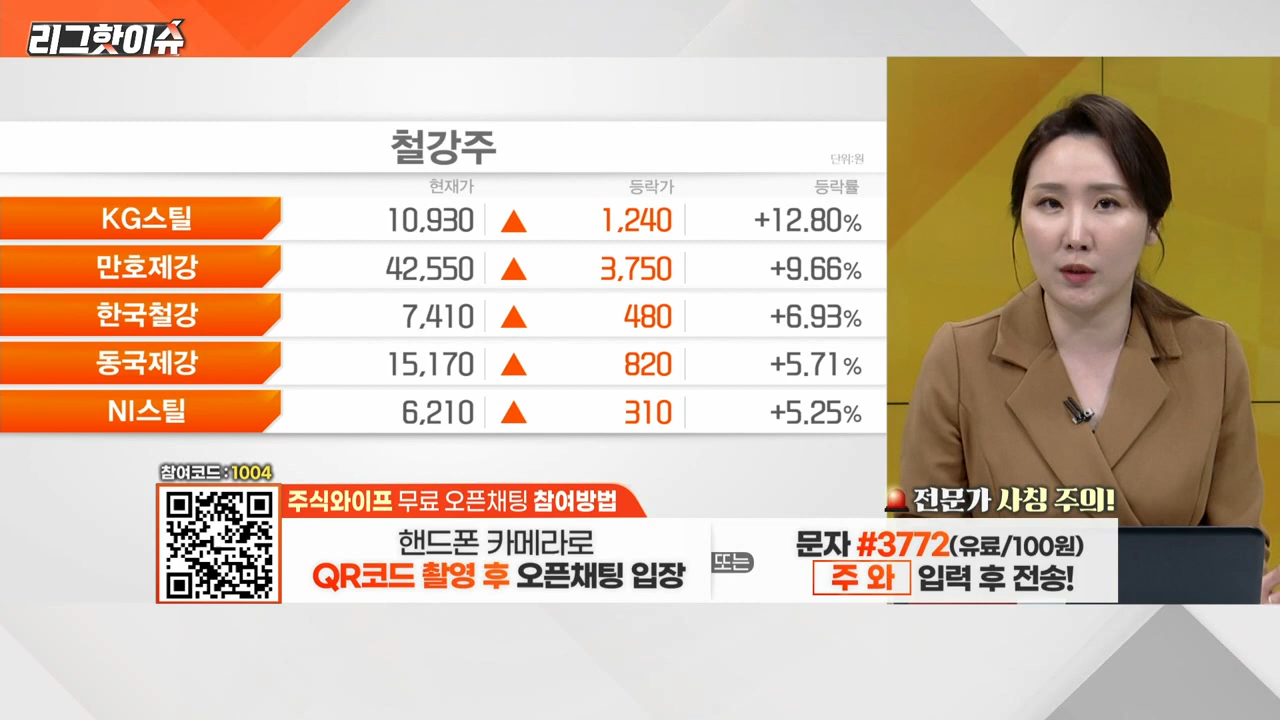 리그핫이슈
철강주
단위:원
현재가 등락가 등락률
KG스틸 10,930 ▲ 1,240 +12.80%
만호제강 42,550 ▲ 3,750 +9.66%
한국철강 7,410 ▲ 480 +6.93%
동국제강 15,170 ▲ 820 +5.71%
NI스틸 6,210 ▲ 310 +5.25%
참여코드:1004
주식와이프 무료 오픈채팅 참여방법
핸드폰 카메라로
QR코드 촬영 후 오픈채팅 입장
또는
전문가 사칭 주의!
문자 #3772(유료/100원)
주 와 입력 후 전송!